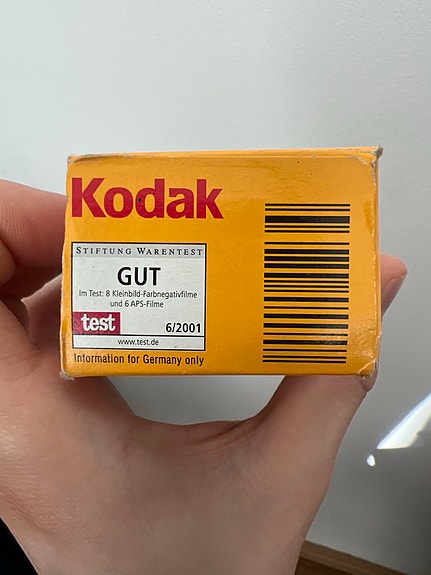 Kodak
STIFTUNG WARENTEST
GUT
Im Test: 8 Kleinbild-Farbnegativfilme
und 6 APS-Filme
test
6/2001
www.test.de
Information for Germany only